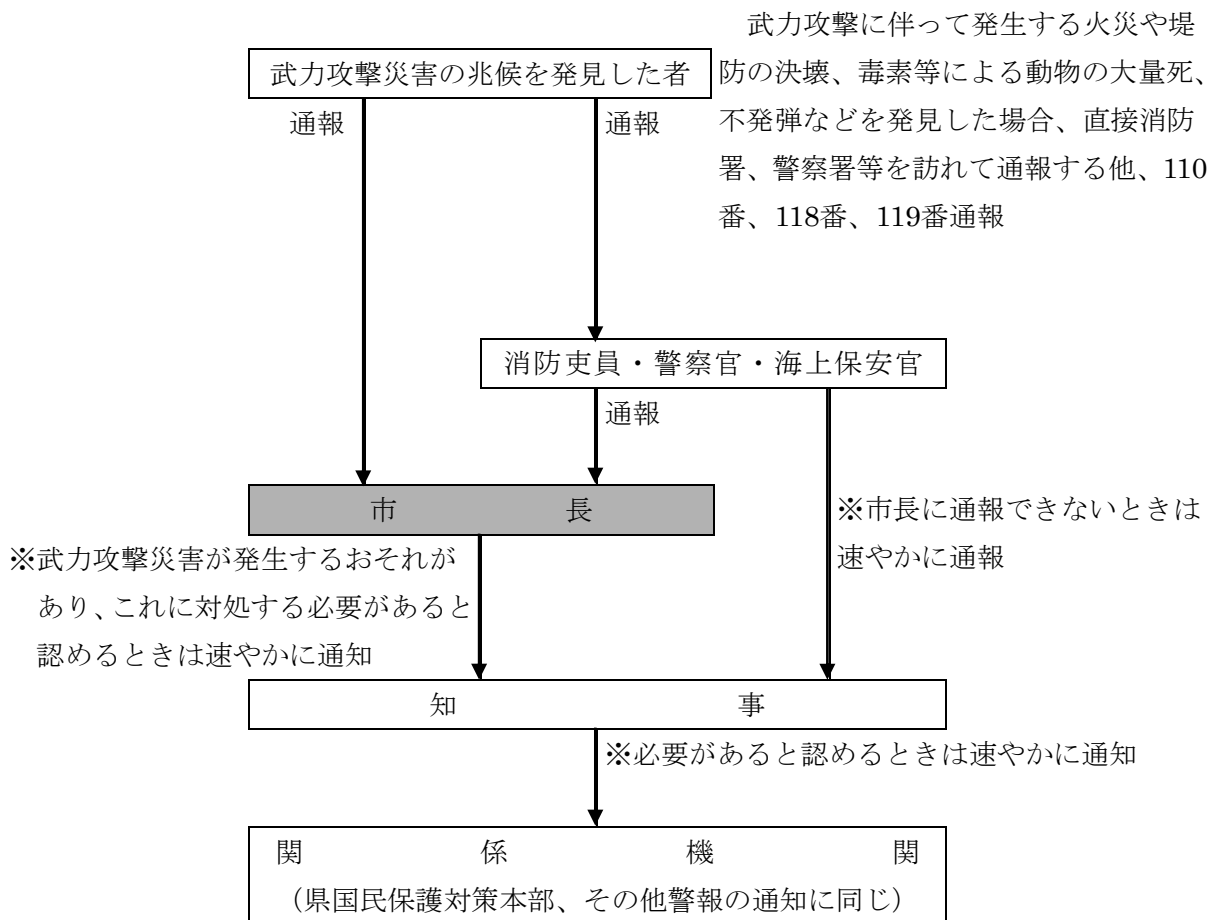 武力攻撃に伴って発生する火災や堤
武力攻撃災害の兆候を発見した者
防の決壊、毒素等による動物の大量死、
不発弾などを発見した場合、直接消防
署、警察署等を訪れて通報する他、110
番、118番、119番通報
通報
通報
消防吏員・警察官・海上保安官
通報
市長
※市長に通報できないときは
速やかに通報
※武力攻撃災害が発生するおそれが
あり、これに対処する必要があると
認めるときは速やかに通知
知事
※必要があると認めるときは速やかに通知
関係機関
（県国民保護対策本部、その他警報の通知に同じ）